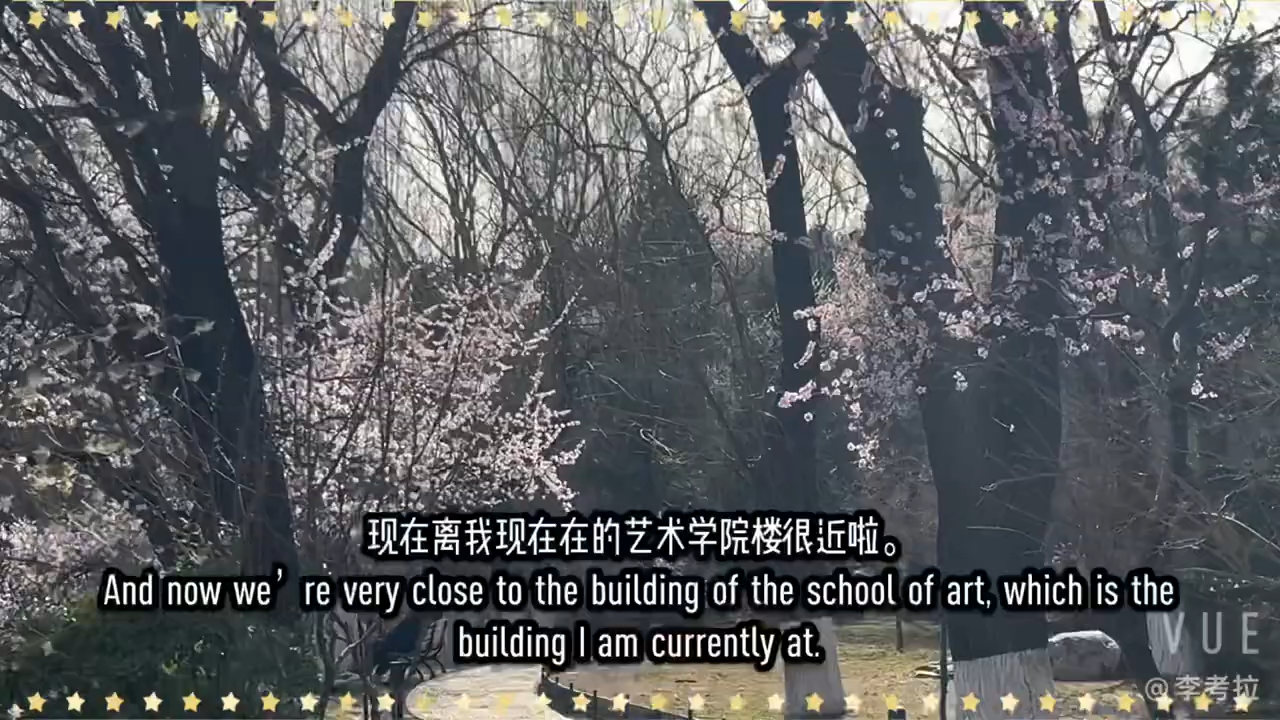 现在离我现在在的艺术学院楼很近啦。
And now we’re very close to the building of the school of art, which is the
building I am currently at.
VUE
@李考拉